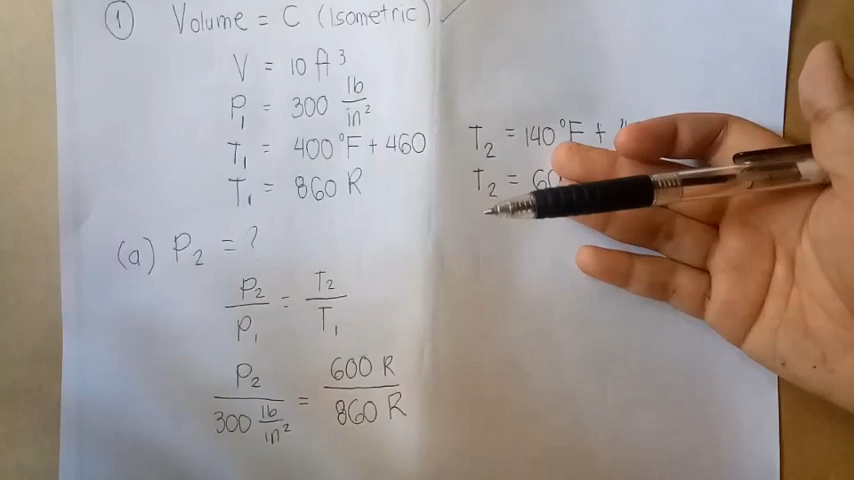 ① Volume = C (Isometric) ✓
V = 10 ft³
P₁ = 300 lb/in²
T₁ = 400°F + 460
T₁ = 860 R
T₂ = 140°F +
T₂ =
(a) P₂ = ?
P₂/P₁ = T₂/T₁
P₂/300 lb/in² = 600 R/860 R